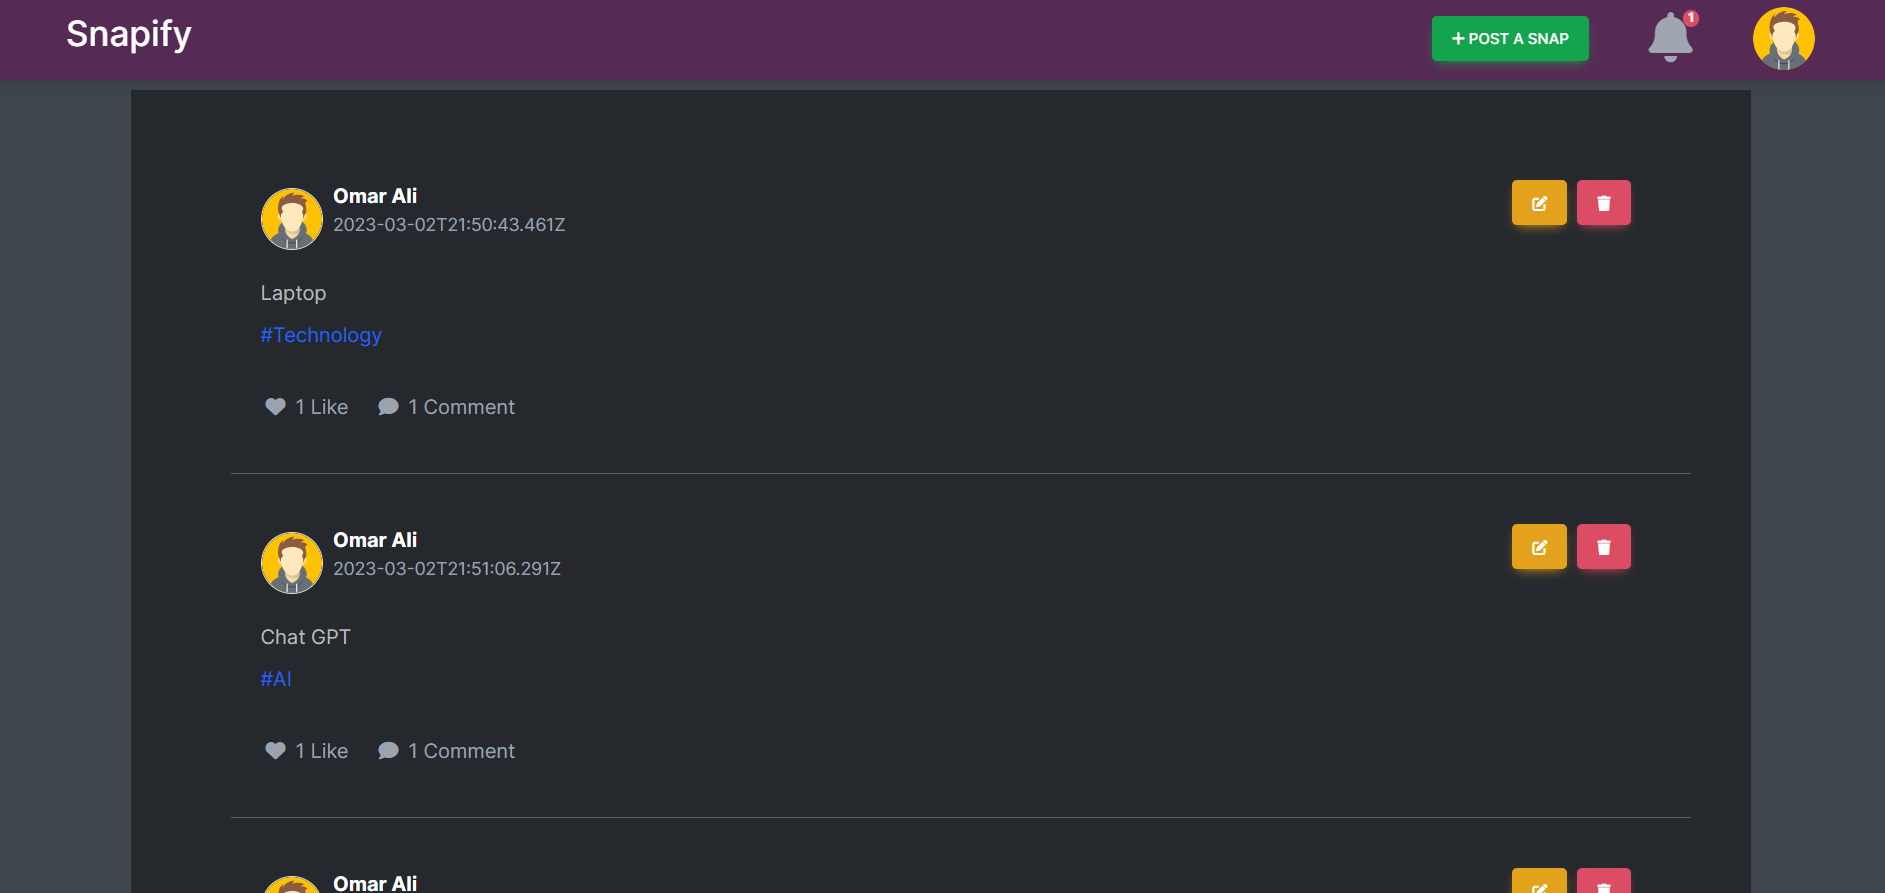 Snapify
+ POST A SNAP
1
Omar Ali
2023-03-02T21:50:43.461Z
Laptop
#Technology
1 Like
1 Comment
Omar Ali
2023-03-02T21:51:06.291Z
Chat GPT
#AI
1 Like
1 Comment
Omar Ali